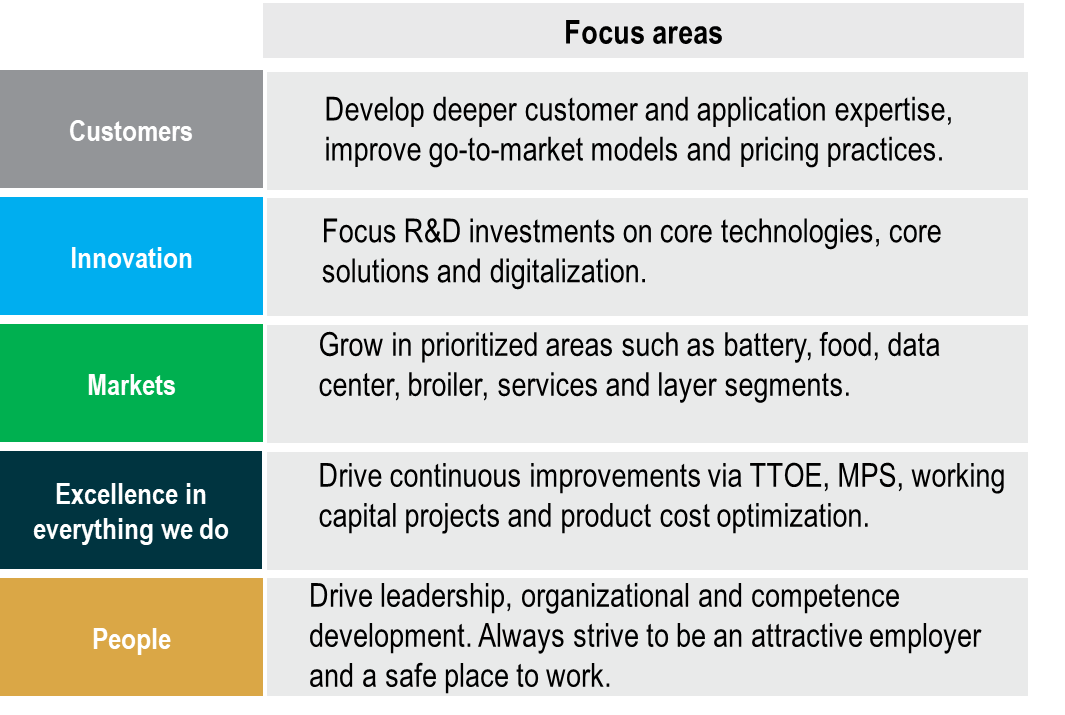 Focus areas
Customers
Develop deeper customer and application expertise,
improve go-to-market models and pricing practices.
Innovation
Focus R&D investments on core technologies, core
solutions and digitalization.
Markets
Grow in prioritized areas such as battery, food, data
center, broiler, services and layer segments.
Excellence in
everything we do
Drive continuous improvements via TTOE, MPS, working
capital projects and product cost optimization.
People
Drive leadership, organizational and competence
development. Always strive to be an attractive employer
and a safe place to work.